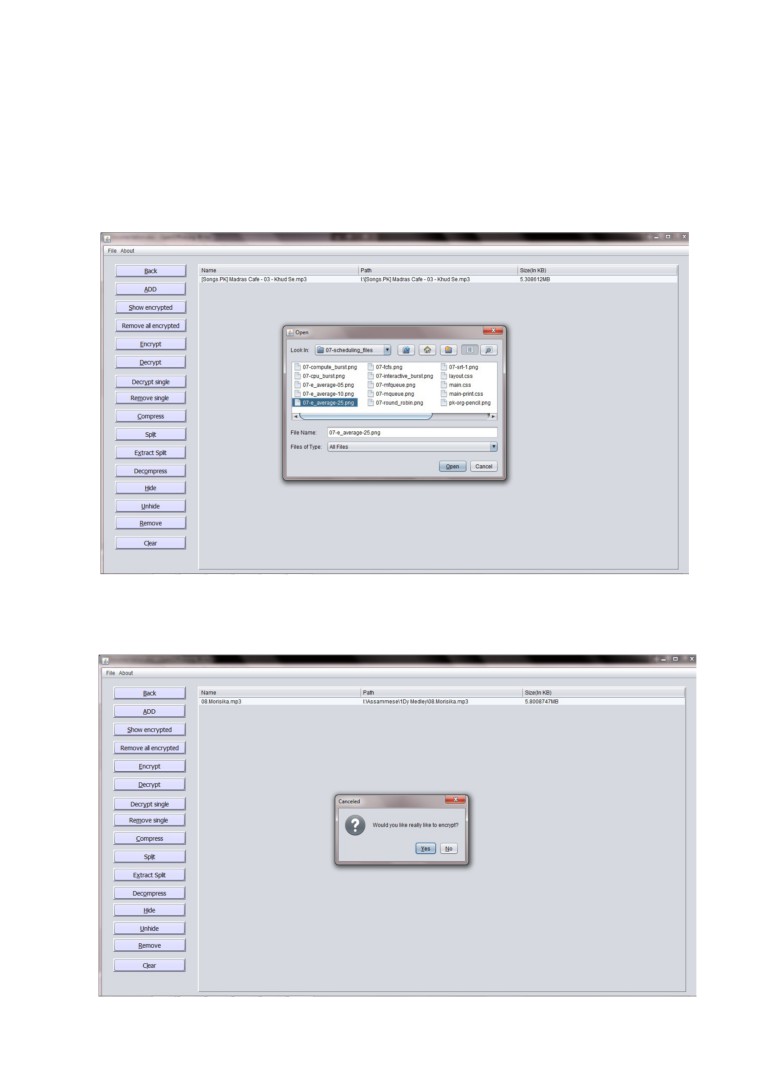 File About
Back
ADD
Show encrypted
Remove all encrypted
Encrypt
Decrypt
Decrypt single
Remove single
Compress
Split
Extract Split
Decompress
Hide
Unhide
Remove
Clear
Name Path Size(In KB)
[Songs.PK] Madras Cafe - 03 - Khud Se.mp3 I:\[Songs.PK] Madras Cafe - 03 - Khud Se.mp3 5.308612MB
Open
Look In: 07-scheduling_files
07-compute_burst.png 07-fcfs.png 07-srt-1.png
07-cpu_burst.png 07-interactive_burst.png layout.css
07-e_average-05.png 07-mfqueue.png main.css
07-e_average-10.png 07-mqueue.png main-print.css
07-e_average-25.png 07-round_robin.png pk-org-pencil.png
File Name: 07-e_average-25.png
Files of Type: All Files
Open Cancel
File About
Back
ADD
Show encrypted
Remove all encrypted
Encrypt
Decrypt
Decrypt single
Remove single
Compress
Split
Extract Split
Decompress
Hide
Unhide
Remove
Clear
Name Path Size(In KB)
08.Morisika.mp3 I:\Assammese\1Dy Medley\08.Morisika.mp3 5.8008747MB
Canceled
Would you like really like to encrypt?
Yes No